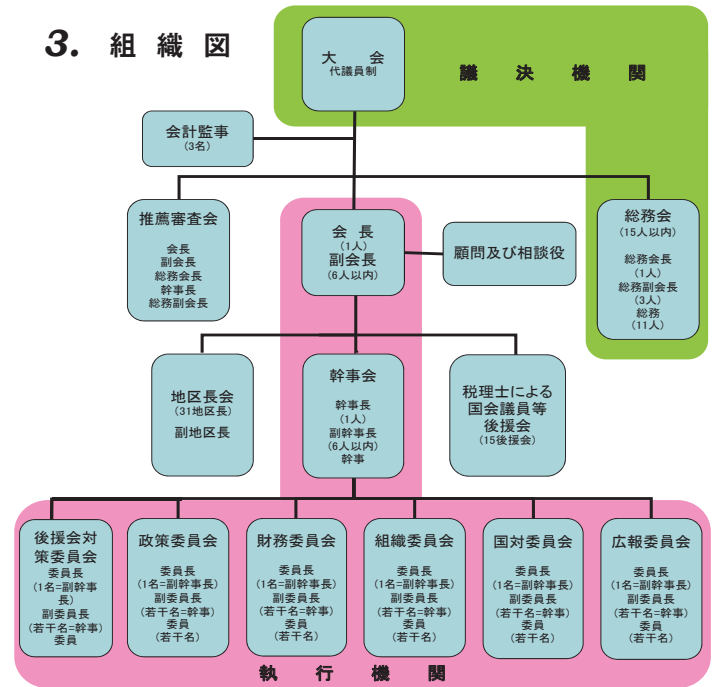 3. 組織図
大会
代議員制
議決機関
会計監事
(3名)
推薦審査会
会長
副会長
総務会長
幹事長
総務副会長
会長
(1人)
副会長
(6人以内)
顧問及び相談役
総務会
(15人以内)
総務会長
(1人)
総務副会長
(3人)
総務
(11人)
地区長会
(31地区長)
副地区長
幹事会
幹事長
(1人)
副幹事長
(6人以内)
幹事
税理士による
国会議員等
後援会
(15後援会)
後援会対
策委員会
委員長
(1名=副幹事
長)
副委員長
(若干名=幹事)
委員
政策委員会
委員長
(1名=副幹事長)
副委員長
(若干名=幹事)
委員
(若干名)
財務委員会
委員長
(1名=副幹事長)
副委員長
(若干名=幹事)
委員
(若干名)
組織委員会
委員長
(1名=副幹事長)
副委員長
(若干名=幹事)
委員
(若干名)
国対委員会
委員長
(1名=副幹事長)
副委員長
(若干名=幹事)
委員
(若干名)
広報委員会
委員長
(1名=副幹事長)
副委員長
(若干名=幹事)
委員
(若干名)
執行機関